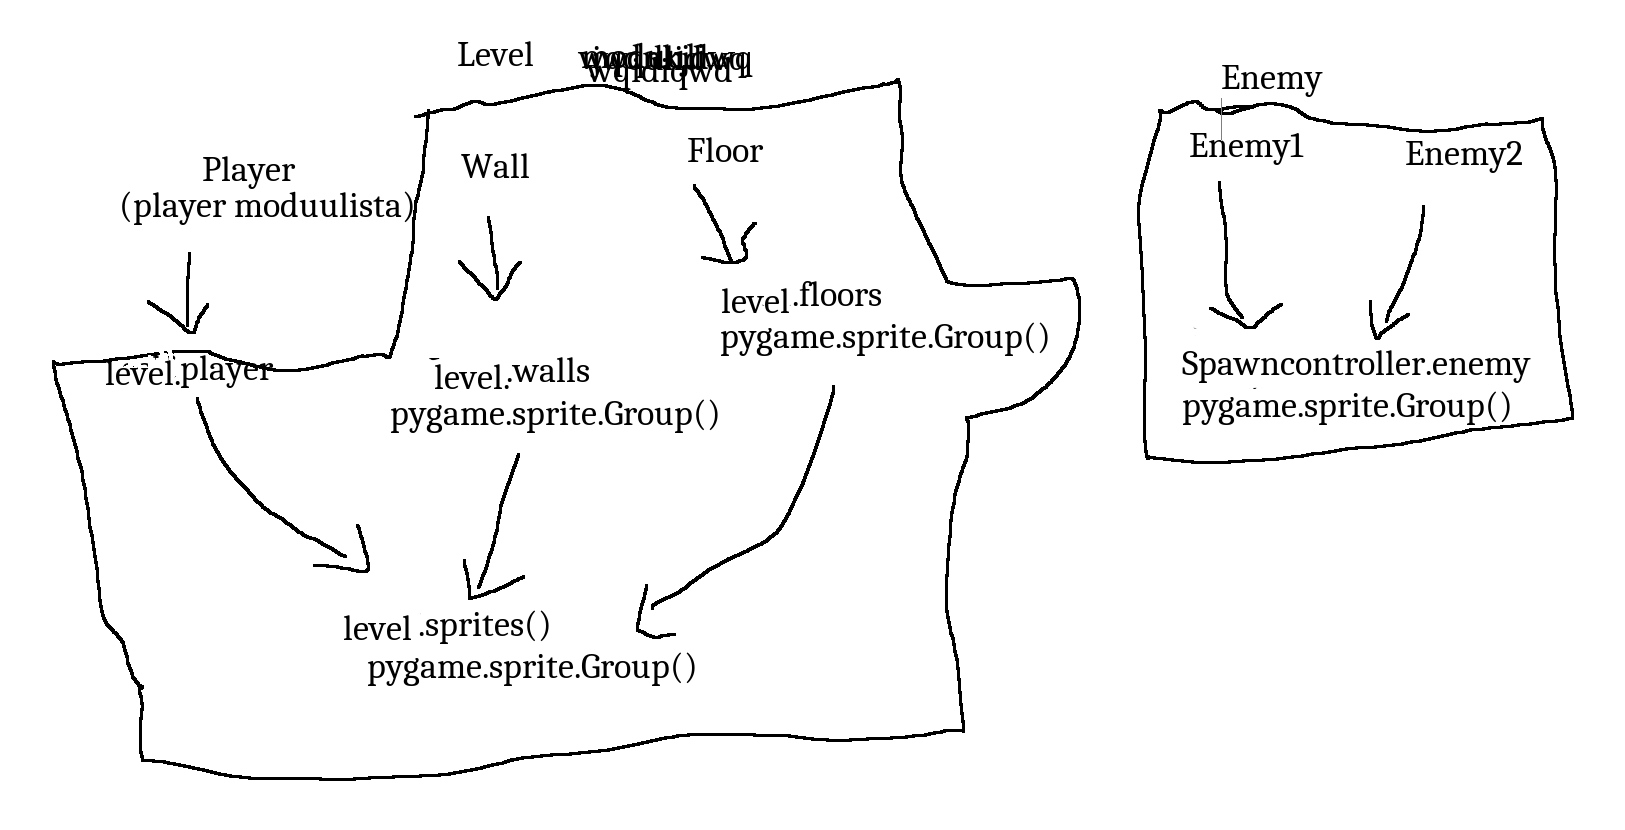 Level
Enemy
Player
(player moduulista)
Wall
Floor
Enemy1
Enemy2
level.player
level.walls
pygame.sprite.Group()
level.floors
pygame.sprite.Group()
Spawncontroller.enemy
pygame.sprite.Group()
level.sprites()
pygame.sprite.Group()